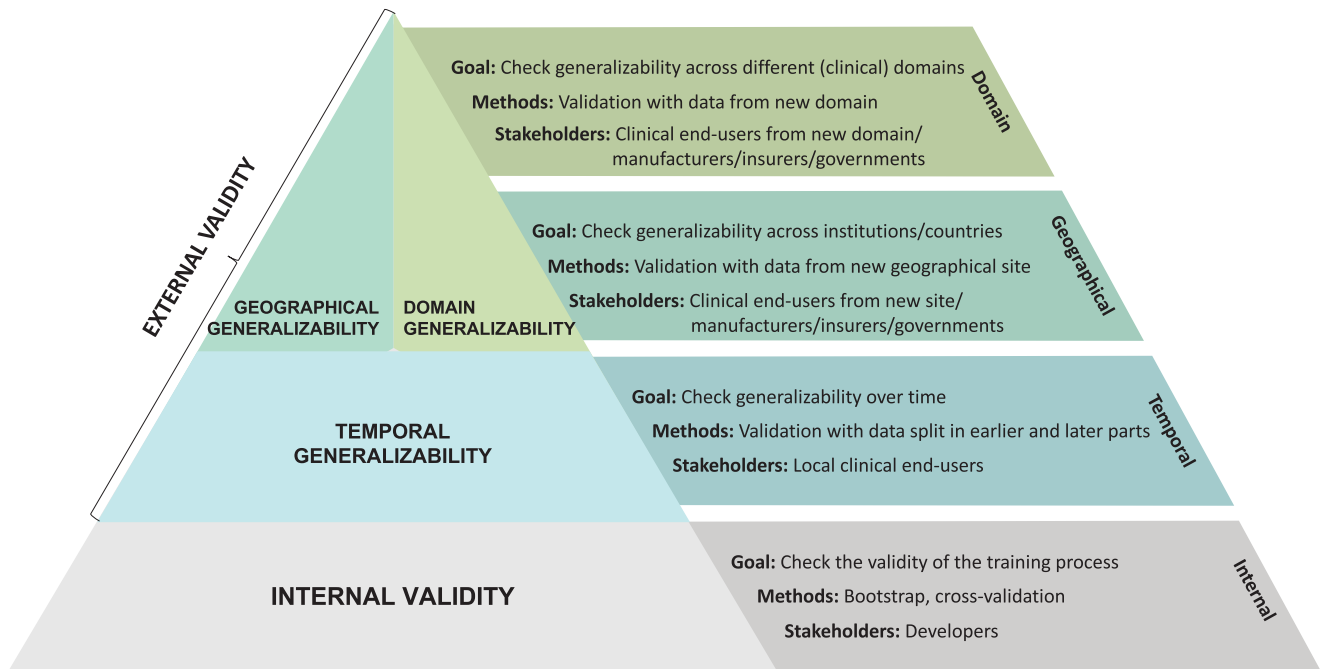 EXTERNAL VALIDITY
GEOGRAPHICAL
GENERALIZABILITY
DOMAIN
GENERALIZABILITY
TEMPORAL
GENERALIZABILITY
INTERNAL VALIDITY
Goal: Check generalizability across different (clinical) domains
Methods: Validation with data from new domain
Stakeholders: Clinical end-users from new domain/
manufacturers/insurers/governments
Domain
Goal: Check generalizability across institutions/countries
Methods: Validation with data from new geographical site
Stakeholders: Clinical end-users from new site/
manufacturers/insurers/governments
Geographical
Goal: Check generalizability over time
Methods: Validation with data split in earlier and later parts
Stakeholders: Local clinical end-users
Temporal
Goal: Check the validity of the training process
Methods: Bootstrap, cross-validation
Stakeholders: Developers
Internal